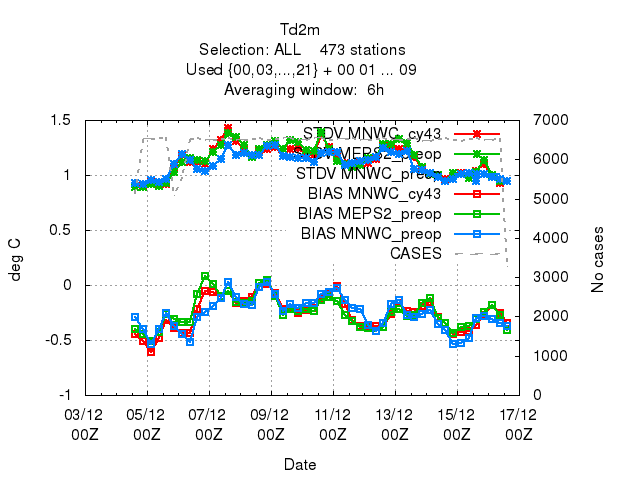 Td2m
Selection: ALL    473 stations
Used {00,03,...,21} + 00 01 ... 09
Averaging window:  6h
1.5
1
0.5
0
-0.5
-1
deg C
7000
6000
5000
4000
3000
2000
1000
0
No cases
STDV MNWC_cy43
STDV MEPS2_preop
STDV MNWC_preop
BIAS MNWC_cy43
BIAS MEPS2_preop
BIAS MNWC_preop
CASES
03/12 05/12 07/12 09/12 11/12 13/12 15/12 17/12
00Z 00Z 00Z 00Z 00Z 00Z 00Z 00Z
Date